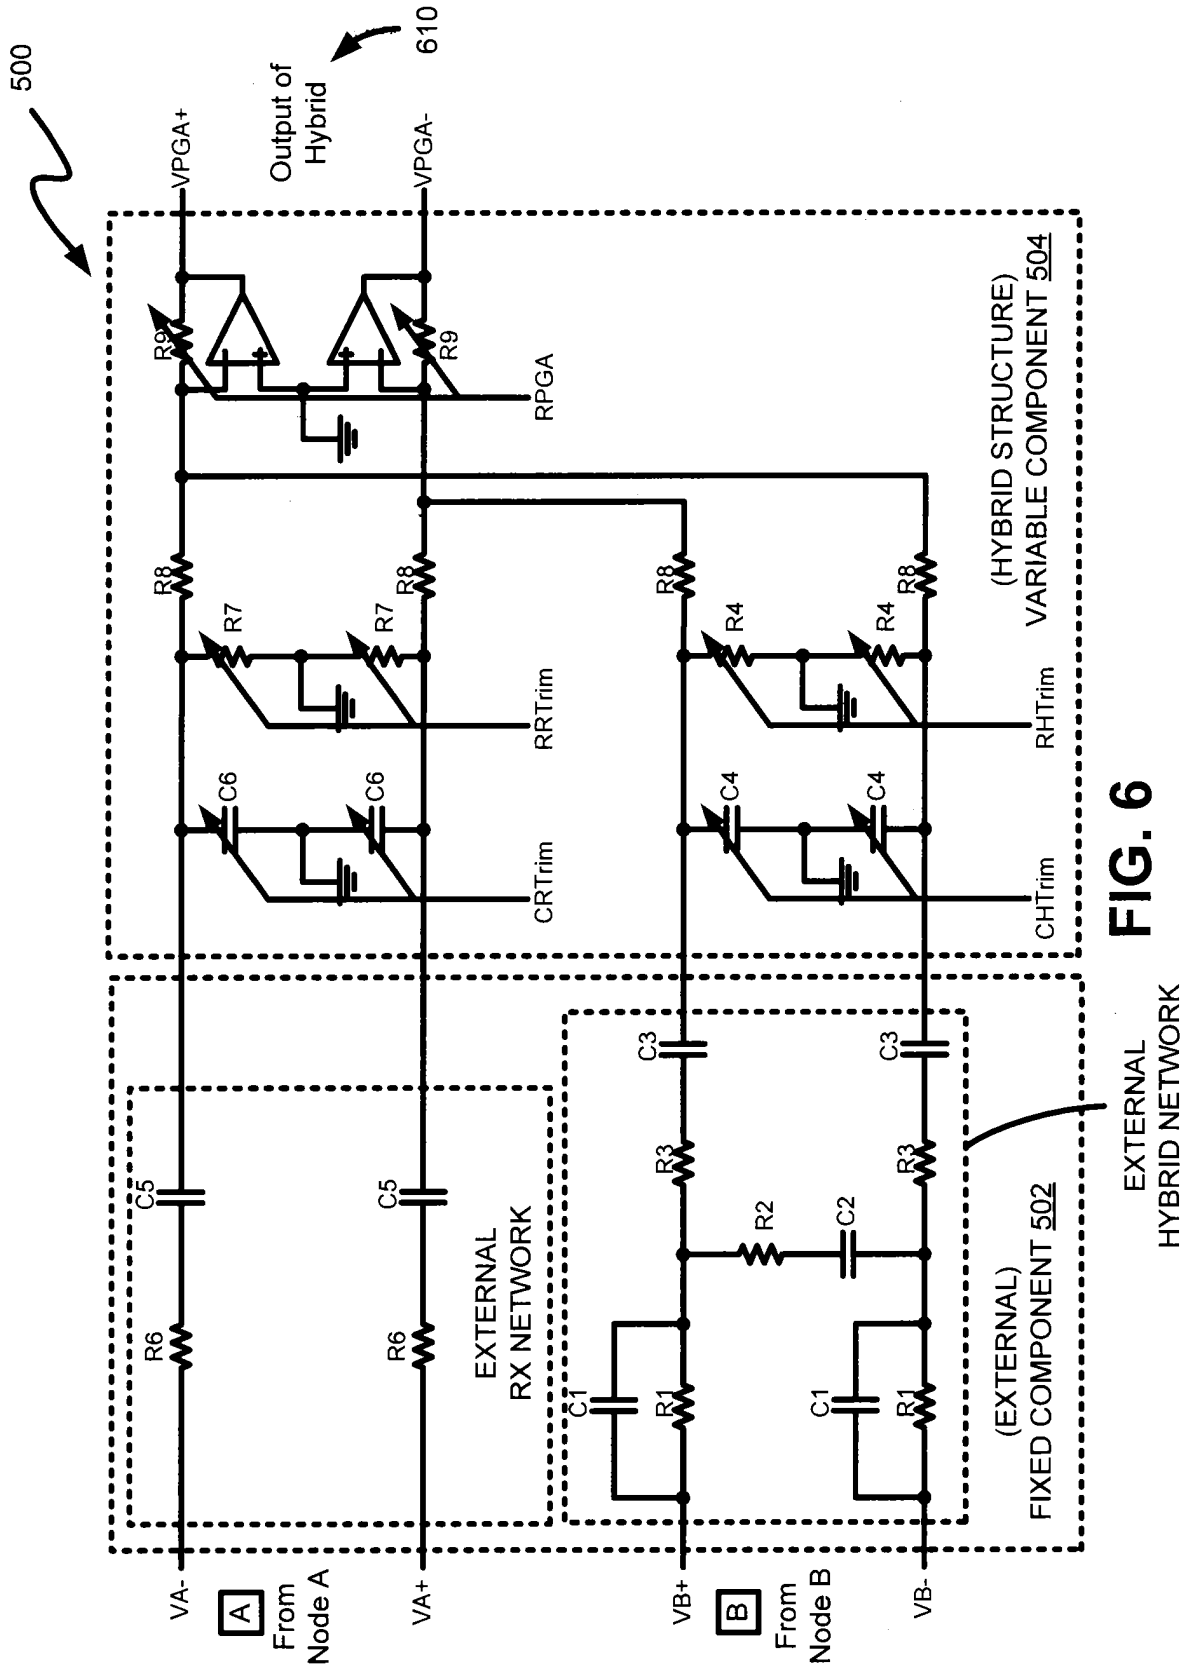 500
VA-
A
From
Node A
VA+
VB+
B
From
Node B
VB-
R6
C5
R6
C5
EXTERNAL
RX NETWORK
C1
R1
C1
R1
R2
C2
R3
C3
R3
C3
(EXTERNAL)
FIXED COMPONENT 502
EXTERNAL
HYBRID NETWORK
C6
C6
CRTrim
R7
R7
RRTrim
R8
R8
C4
C4
CHTrim
R4
R4
RHTrim
R8
R8
R9
R9
+
+
RPGA
(HYBRID STRUCTURE)
VARIABLE COMPONENT 504
VPGA+
Output of
Hybrid
610
VPGA-
FIG. 6